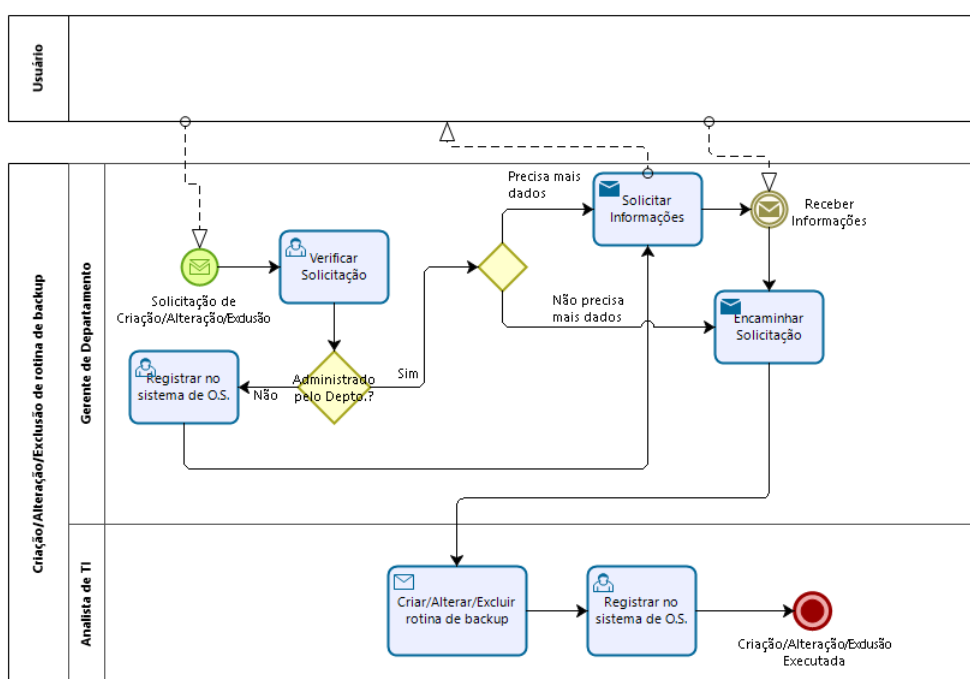 Usuário
Criação/Alteração/Exclusão de rotina de backup
Gerente de Departamento
Precisa mais
dados
Solicitar
Informações
Receber
Informações
Verificar
Solicitação
Solicitação de
Criação/Alteração/Exclusão
Não precisa
mais dados
Encaminhar
Solicitação
Registrar no
sistema de O.S.
Não
Administrado
pelo Depto.?
Sim
Analista de TI
Criar/Alterar/Excluir
rotina de backup
Registrar no
sistema de O.S.
Criação/Alteração/Exclusão
Executada